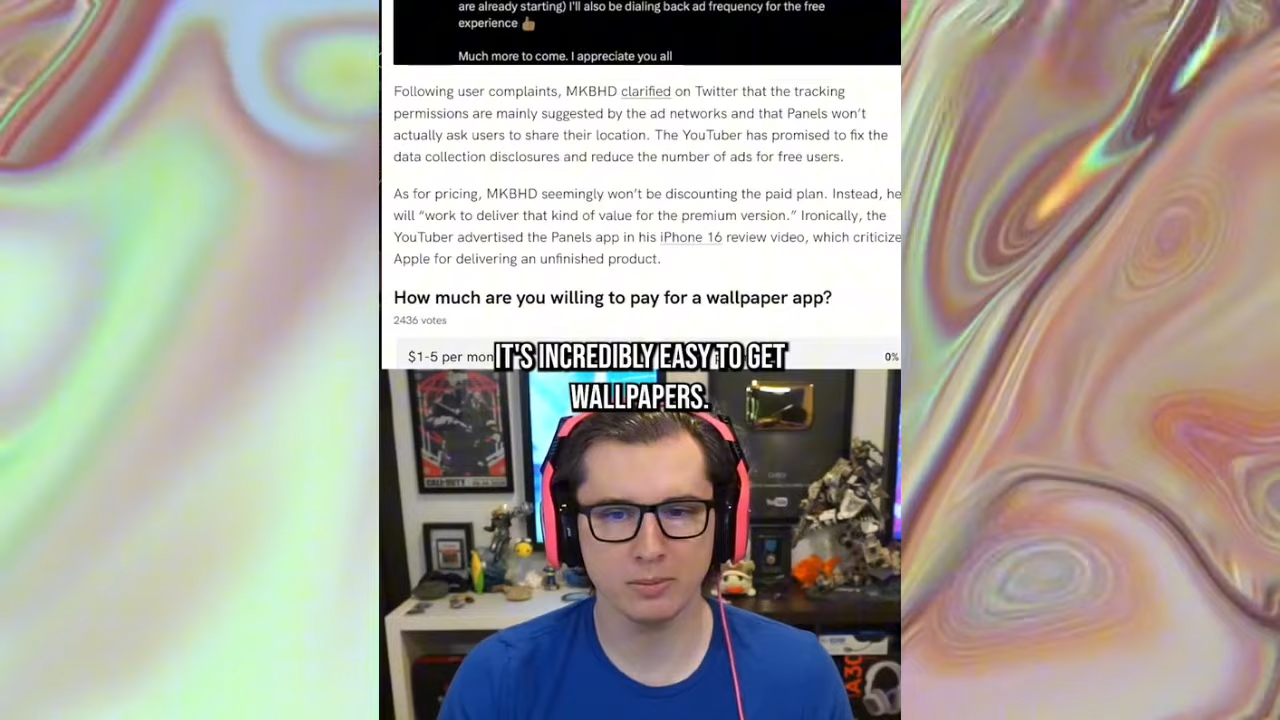 are already starting) I'll also be dialing back ad frequency for the free
experience 👍🏽
Much more to come. I appreciate you all
Following user complaints, MKBHD clarified on Twitter that the tracking
permissions are mainly suggested by the ad networks and that Panels won't
actually ask users to share their location. The YouTuber has promised to fix the
data collection disclosures and reduce the number of ads for free users.
As for pricing, MKBHD seemingly won't be discounting the paid plan. Instead, he
will “work to deliver that kind of value for the premium version.” Ironically, the
YouTuber advertised the Panels app in his iPhone 16 review video, which criticize
Apple for delivering an unfinished product.
How much are you willing to pay for a wallpaper app?
2436 votes
$1-5 per mon
0%
IT'S INCREDIBLY EASY TO GET
WALLPAPERS.
CALL OF DUTY
YouTube